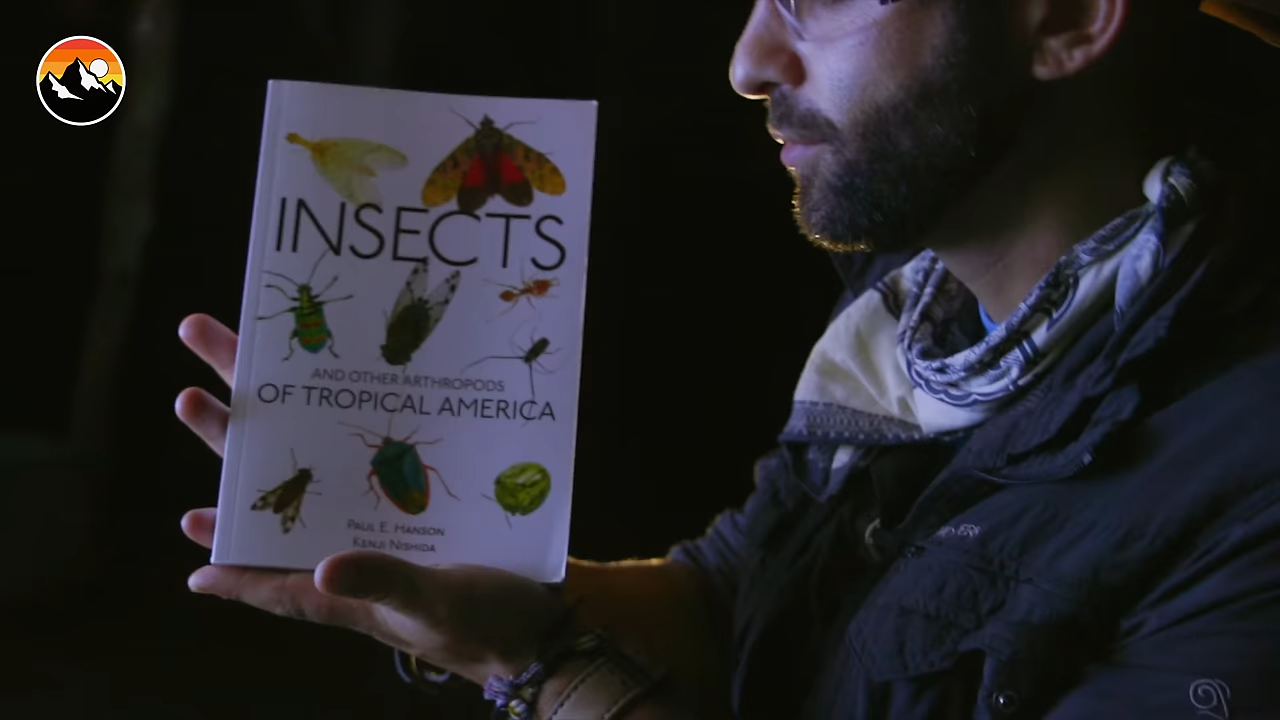 INSECTS
AND OTHER ARTHROPODS
OF TROPICAL AMERICA
PAUL E. HANSON
KENJI NISHIDA